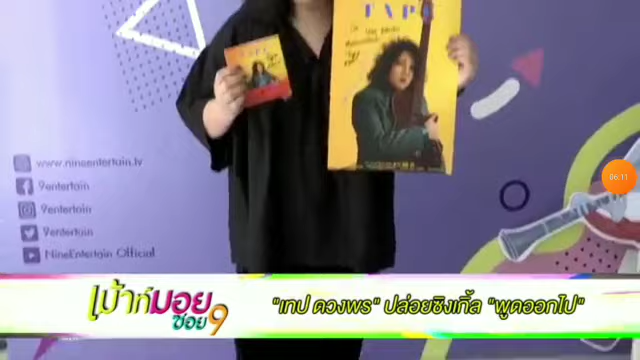 TAPE
TAPE
www.nineentertain.tv
9entertain
9entertain
9entertain
NineEntertain Official
06:11
เม้าท์มอย
ซอย 9
"เทป ดวงพร" ปล่อยซิงเกิ้ล "พูดออกไป"